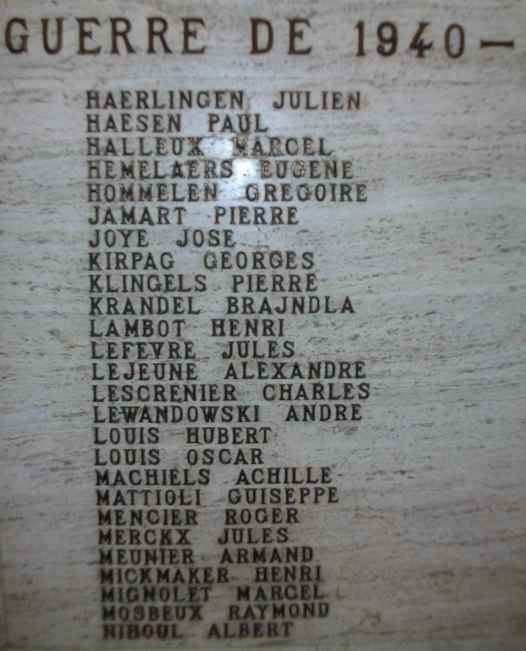 GUERRE DE 1940 –
HAERLINGEN JULIEN
HAESEN PAUL
HALLEUX MARCEL
HEMELAERS EUGENE
HOMMELEN GREGOIRE
JAMART PIERRE
JOYE JOSE
KIRPAG GEORGES
KLINGELS PIERRE
KRANDEL BRAJNDLA
LAMBOT HENRI
LEFEVRE JULES
LEJEUNE ALEXANDRE
LESCRENIER CHARLES
LEWANDOWSKI ANDRE
LOUIS HUBERT
LOUIS OSCAR
MACHIELS ACHILLE
MATTIOLI GUISEPPE
MENCIER ROGER
MERCKX JULES
MEUNIER ARMAND
MICKMAKER HENRI
MIGNOLET MARCEL
MOSBEUX RAYMOND
NIHOUL ALBERT